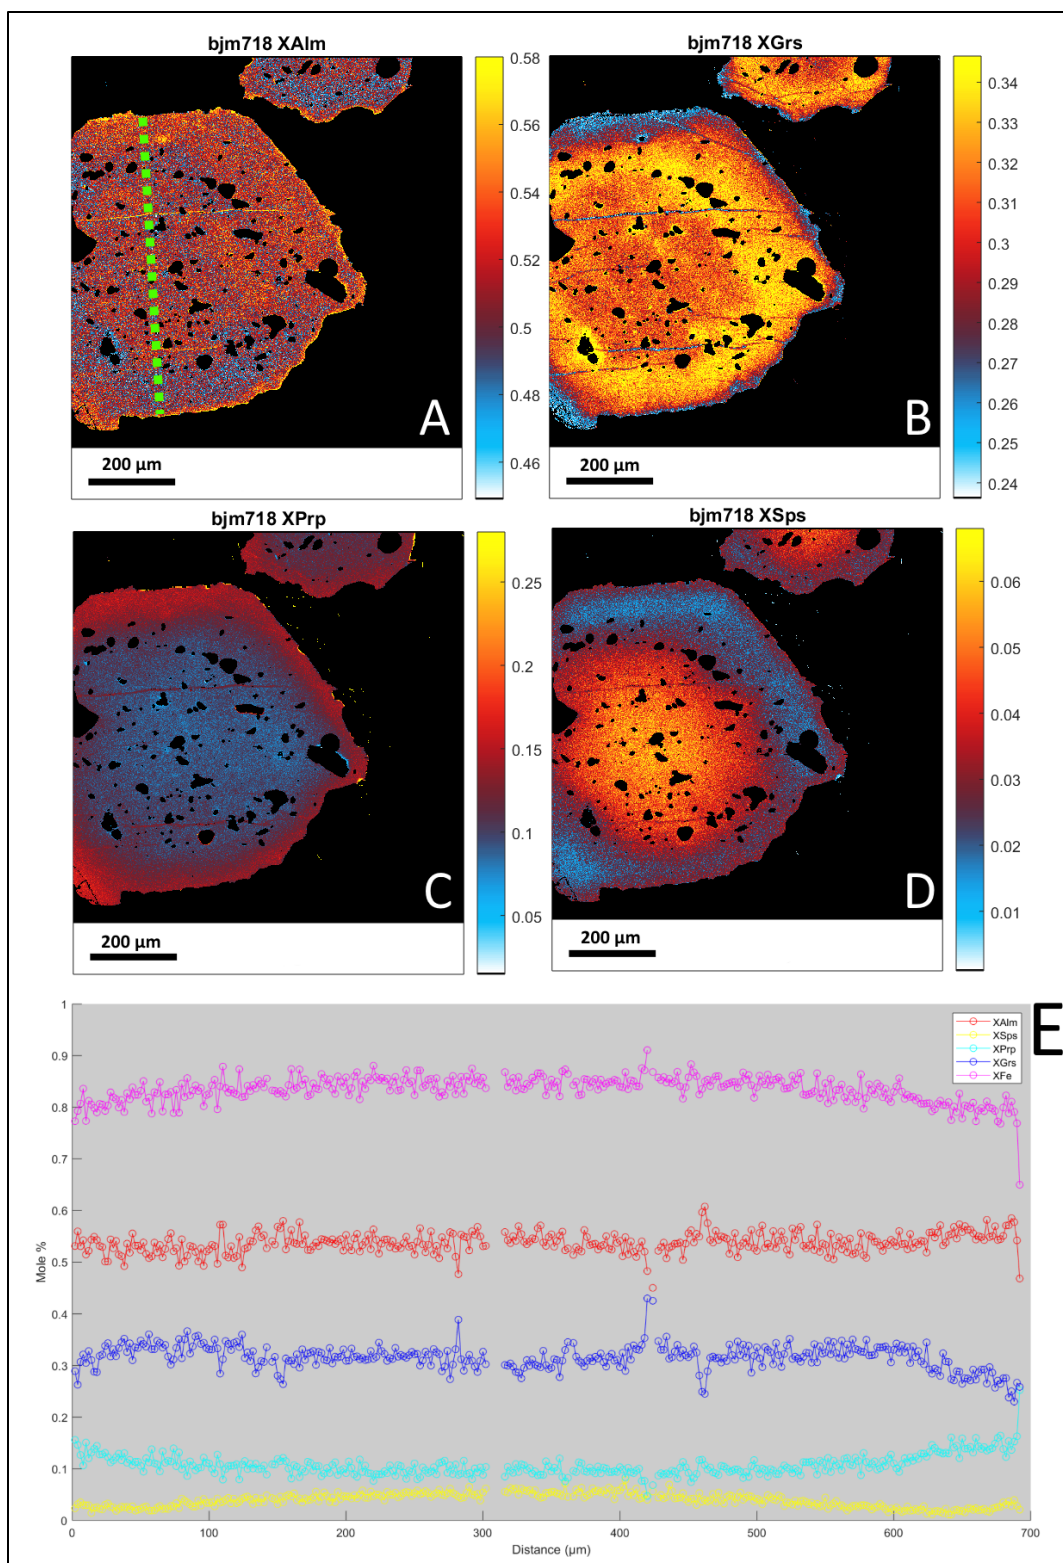 bjm718 XAlm
0.58
0.56
0.54
0.52
0.5
0.48
0.46
A
200 µm
bjm718 XGrs
0.34
0.33
0.32
0.31
0.3
0.29
0.28
0.27
0.26
0.25
0.24
B
200 µm
bjm718 XPrp
0.25
0.2
0.15
0.1
0.05
C
200 µm
bjm718 XSps
0.06
0.05
0.04
0.03
0.02
0.01
D
200 µm
E
XAlm
XSps
XPrp
XGrs
XFe
Mole %
1
0.9
0.8
0.7
0.6
0.5
0.4
0.3
0.2
0.1
0
0 100 200 300 400 500 600 700
Distance (µm)